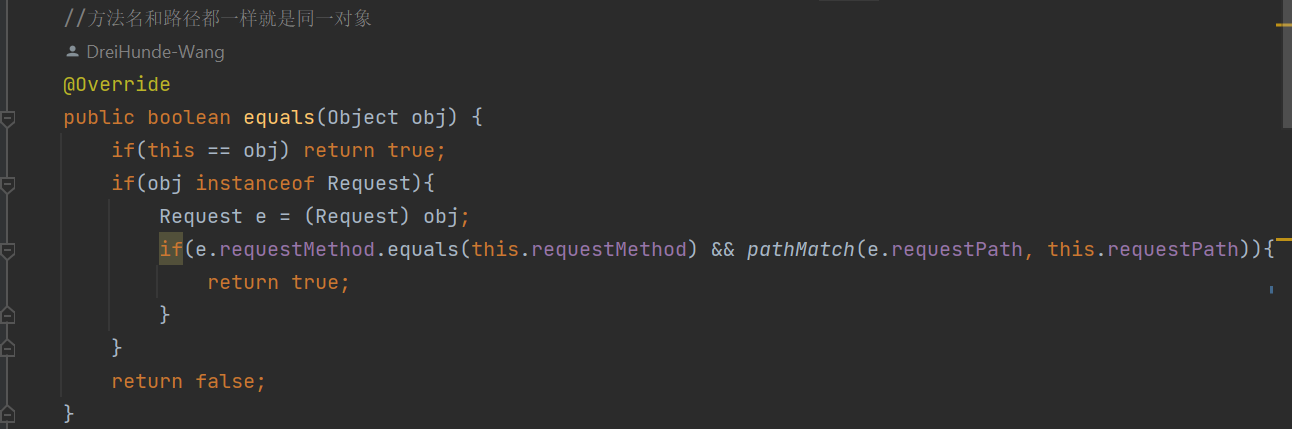 //方法名和路径都一样就是同一对象
DreiHunde-Wang
@Override
public boolean equals(Object obj) {
if(this == obj) return true;
if(obj instanceof Request){
Request e = (Request) obj;
if(e.requestMethod.equals(this.requestMethod) && pathMatch(e.requestPath, this.requestPath)){
return true;
}
}
return false;
}